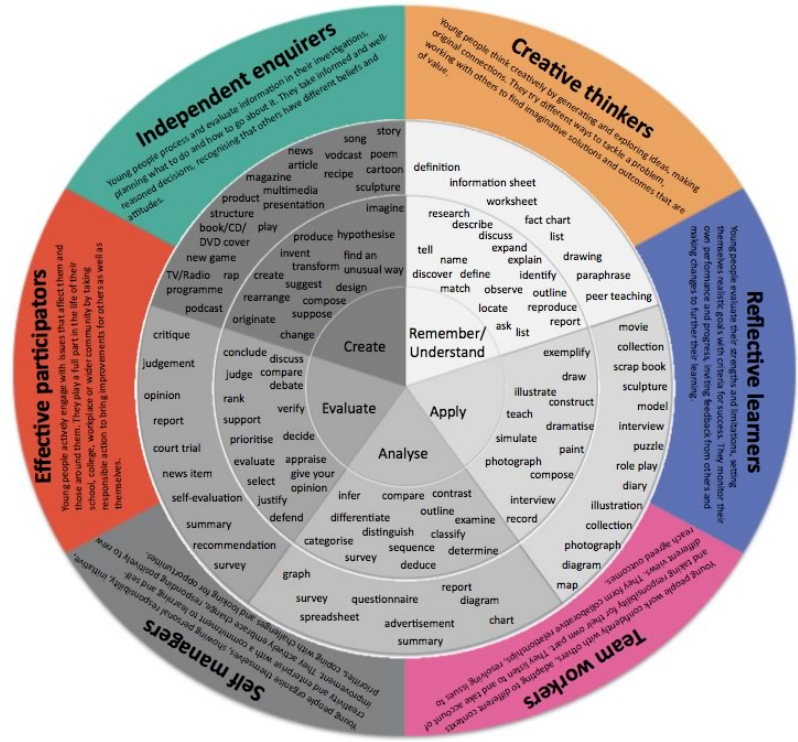 Independent enquirers
Young people process and evaluate information in their investigations,
planning what to do and how to go about it. They take informed and well-
reasoned decisions, recognising that others have different beliefs and
attitudes.
Creative thinkers
Young people think creatively by generating and exploring ideas, making
original connections. They try different ways to tackle a problem,
working with others to find imaginative solutions and outcomes that are
of value.
Reflective learners
Young people evaluate their strengths and limitations, setting
themselves realistic goals with criteria for success. They monitor their
own performance and progress, inviting feedback from others and
making changes to further their learning.
Team workers
Young people work confidently with others, adapting to different contexts
and taking responsibility for their own part. They listen to and take account of
different views. They form collaborative relationships, resolving issues to
reach agreed outcomes.
Self managers
Young people organise themselves, showing personal responsibility, initiative,
creativity and enterprise with a commitment to learning and self-
improvement. They actively embrace change, responding positively to new
priorities, coping with challenges and looking for opportunities.
Effective participators
Young people actively engage with issues that affect them and
those around them. They play a full part in the life of their
school, college, workplace or wider community by taking
responsible action to bring improvements for others as well as
themselves.
Create
story
song
news
article
vodcast
poem
cartoon
recipe
magazine
multimedia
presentation
sculpture
product
structure
book/CD/
DVD cover
play
new game
TV/Radio
programme
rap
podcast
imagine
produce
hypothesise
invent
find an
unusual way
transform
create
suggest
design
rearrange
compose
suppose
originate
change
Remember/
Understand
definition
information sheet
worksheet
fact chart
list
drawing
paraphrase
peer teaching
research
describe
discuss
expand
tell
name
explain
discover
define
identify
match
observe
outline
locate
reproduce
ask
list
report
Apply
exemplify
draw
illustrate
construct
teach
dramatise
simulate
paint
photograph
compose
interview
record
movie
collection
scrap book
sculpture
model
interview
puzzle
role play
diary
illustration
collection
photograph
diagram
map
Analyse
infer
compare
contrast
outline
differentiate
examine
distinguish
classify
categorise
sequence
determine
survey
deduce
graph
report
survey
questionnaire
diagram
spreadsheet
advertisement
chart
summary
Evaluate
conclude
discuss
judge
compare
debate
rank
verify
support
prioritise
decide
evaluate
appraise
give your
opinion
select
justify
defend
critique
judgement
opinion
report
court trial
news item
self-evaluation
summary
recommendation
survey